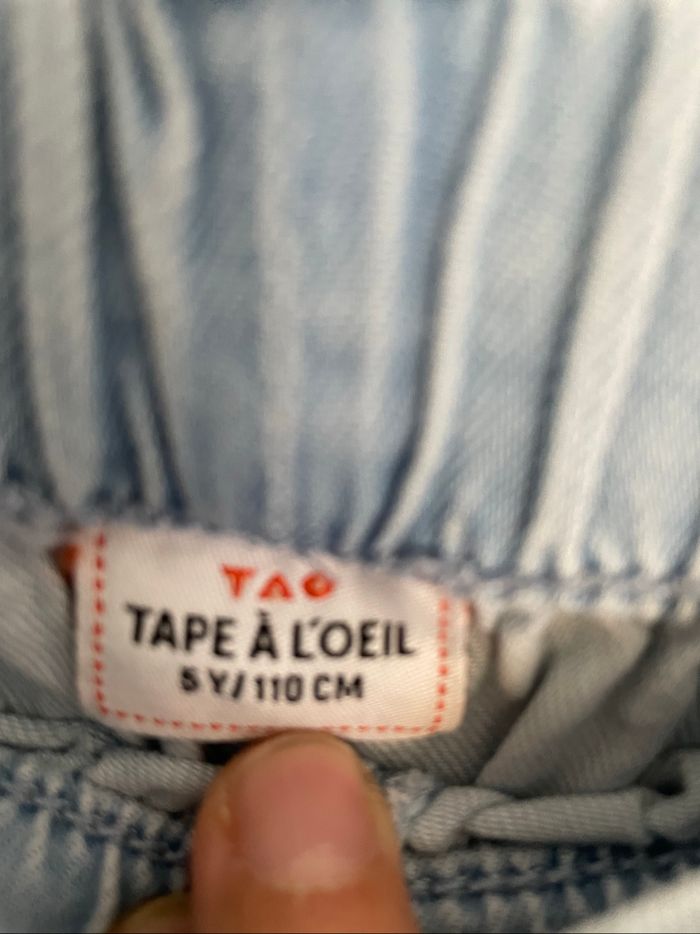 TAO
TAPE À L'OEIL
5 Y/ 110 CM